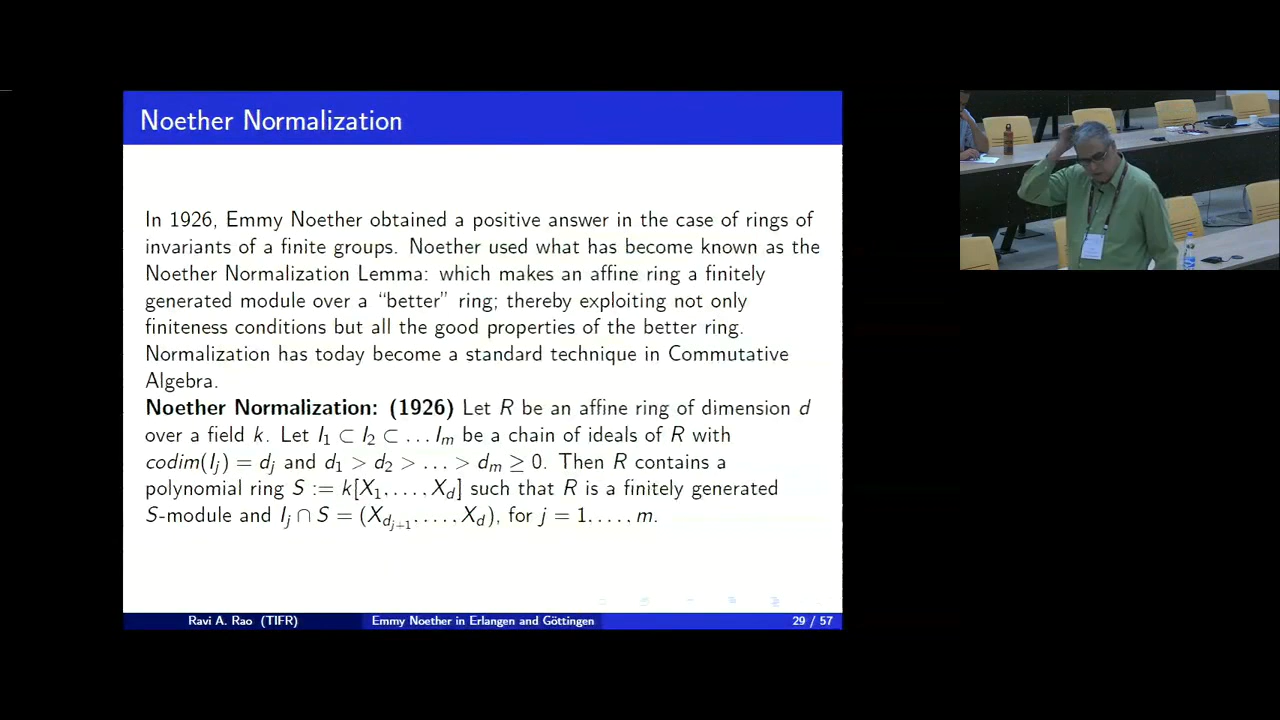 Noether Normalization
In 1926, Emmy Noether obtained a positive answer in the case of rings of
invariants of a finite groups. Noether used what has become known as the
Noether Normalization Lemma: which makes an affine ring a finitely
generated module over a “better” ring; thereby exploiting not only
finiteness conditions but all the good properties of the better ring.
Normalization has today become a standard technique in Commutative
Algebra.
Noether Normalization: (1926) Let R be an affine ring of dimension d
over a field k. Let I₁ ⊂ I₂ ⊂ . . . Iₘ be a chain of ideals of R with
codim(Iⱼ) = dⱼ and d₁ > d₂ > . . . > dₘ ≥ 0. Then R contains a
polynomial ring S := k[X₁, . . . , X_d] such that R is a finitely generated
S-module and Iⱼ ∩ S = (X_{d_{j+1}}, . . . , X_d), for j = 1, . . . , m.
Ravi A. Rao (TIFR) Emmy Noether in Erlangen and Göttingen 29 / 57